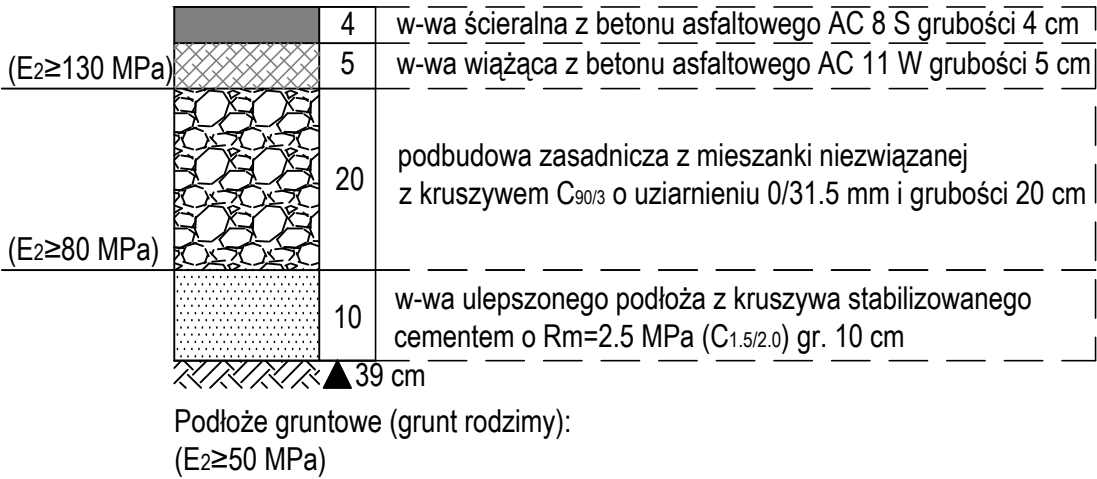 4 w-wa ścieralna z betonu asfaltowego AC 8 S grubości 4 cm
(E2≥130 MPa) 5 w-wa wiążąca z betonu asfaltowego AC 11 W grubości 5 cm
podbudowa zasadnicza z mieszanki niezwiązanej
20 z kruszywem C90/3 o uziarnieniu 0/31.5 mm i grubości 20 cm
(E2≥80 MPa)
w-wa ulepszonego podłoża z kruszywa stabilizowanego
10 cementem o Rm=2.5 MPa (C1.5/2.0) gr. 10 cm
39 cm
Podłoże gruntowe (grunt rodzimy):
(E2≥50 MPa)